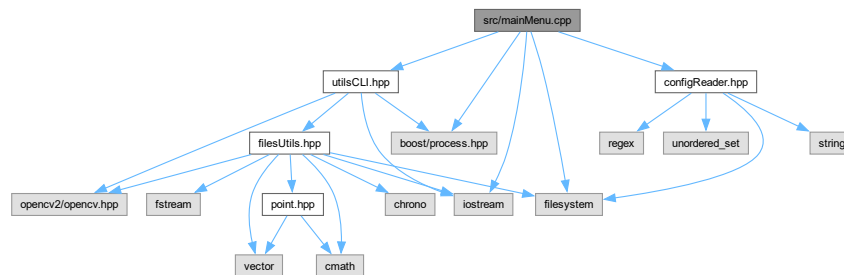 src/mainMenu.cpp
utilsCLI.hpp
configReader.hpp
filesUtils.hpp
boost/process.hpp
regex
unordered_set
string
opencv2/opencv.hpp
fstream
point.hpp
chrono
iostream
filesystem
vector
cmath